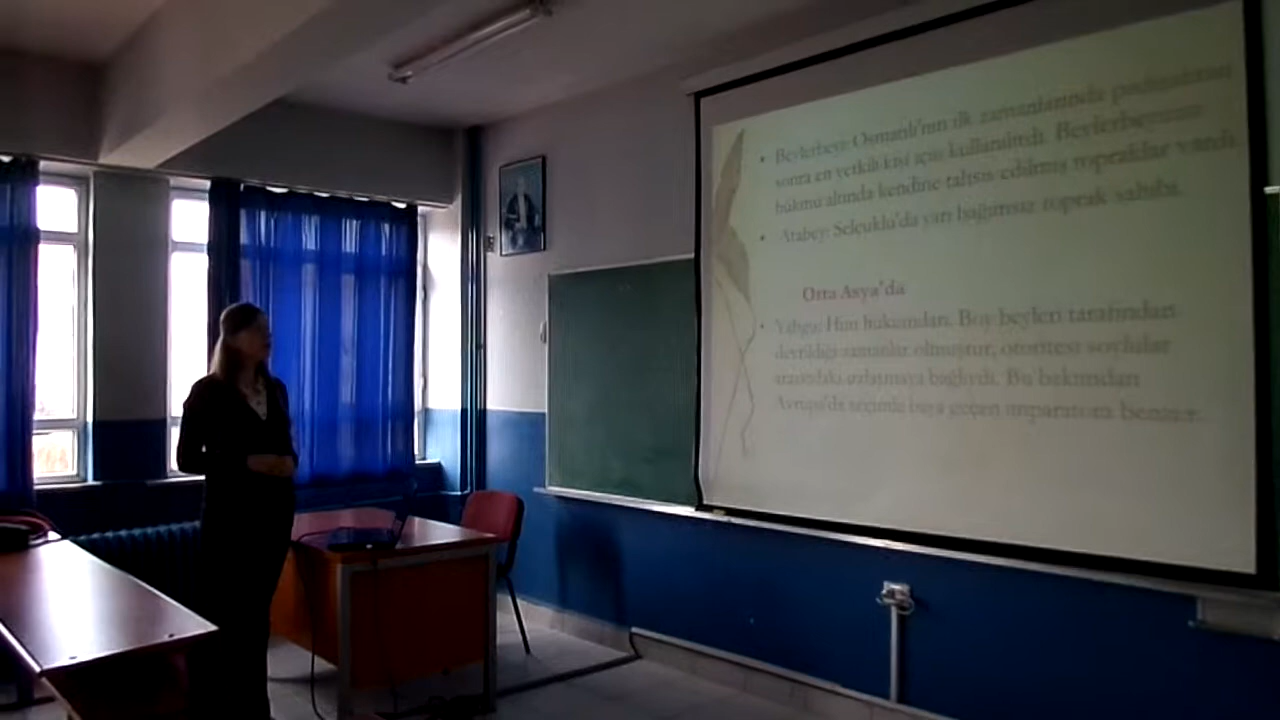 • Beylerbeyi: Osmanlı'nın ilk zamanlarında padişahtan
sonra en yetkili kişi için kullanılırdı. Beylerbeyinin
hükmü altında kendine tahsis edilmiş topraklar vardı.
• Atabey: Selçuklu'da yarı bağımsız toprak sahibi.
Orta Asya'da
• Yabgu: Hun hükümdarı. Boy beyleri tarafından
devrildiği zamanlar olmuştur, otoritesi soylular
arasındaki uzlaşmaya bağlıydı. Bu bakımdan
Avrupa'da seçimle başa geçen imparatora benzer.